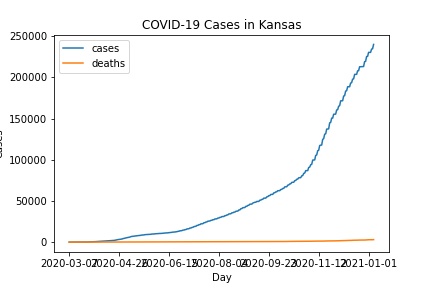 COVID-19 Cases in Kansas
cases
deaths
250000
200000
150000
100000
50000
0
Cases
2020-03-07 2020-04-26 2020-06-15 2020-08-04 2020-09-23 2020-11-12 2021-01-01
Day